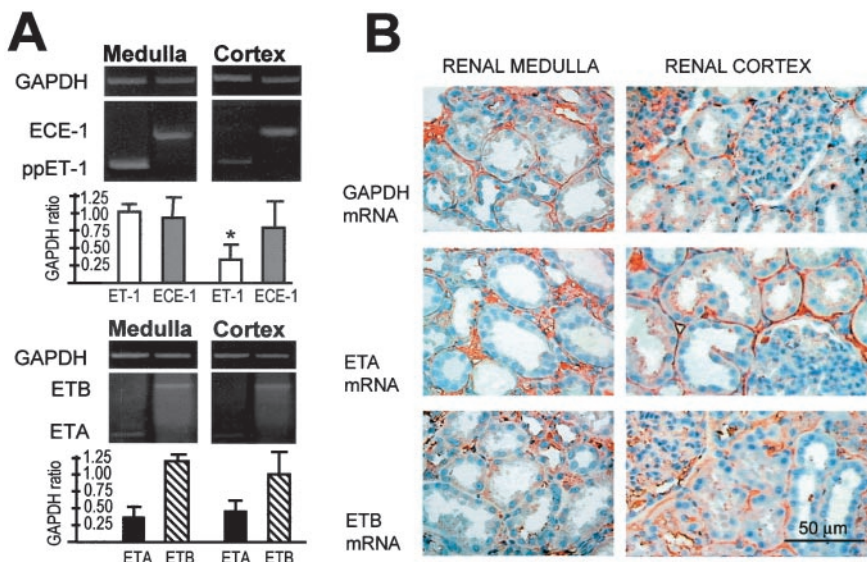 A
Medulla Cortex
GAPDH
ECE-1
ppET-1
GAPDH ratio
1.25
1.00
0.75
0.50
0.25
*
ET-1 ECE-1 ET-1 ECE-1
Medulla Cortex
GAPDH
ETB
ETA
GAPDH ratio
1.25
1.00
0.75
0.50
0.25
ETA ETB ETA ETB
B
RENAL MEDULLA RENAL CORTEX
GAPDH
mRNA
ETA
mRNA
ETB
mRNA
50 μm